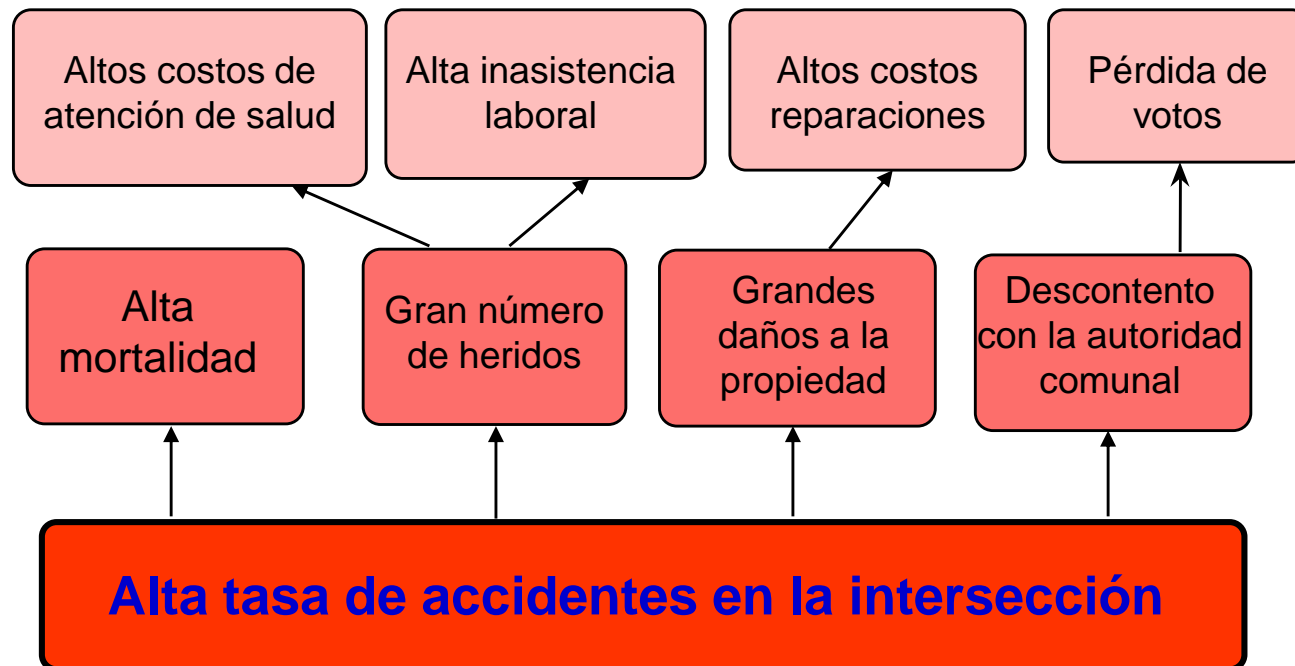 Altos costos de
atención de salud
Alta inasistencia
laboral
Altos costos
reparaciones
Pérdida de
votos
Alta
mortalidad
Gran número
de heridos
Grandes
daños a la
propiedad
Descontento
con la autoridad
comunal
Alta tasa de accidentes en la intersección